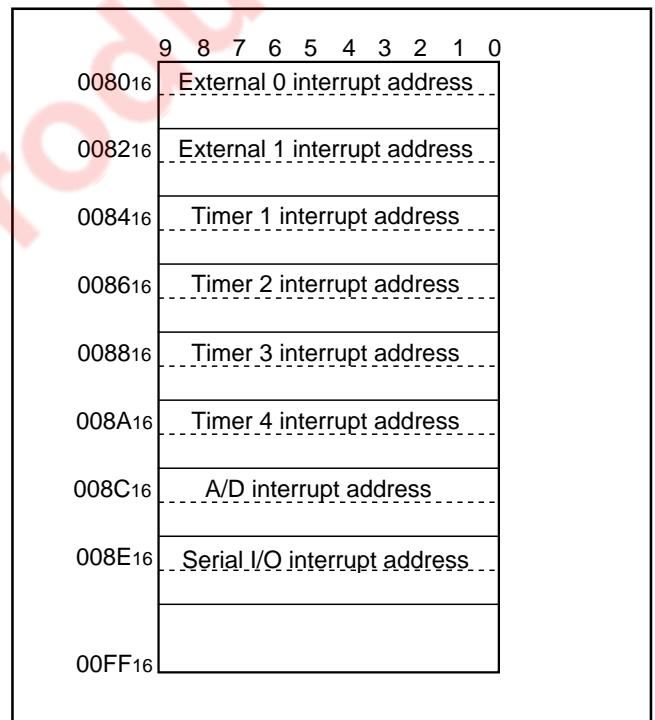 9 8 7 6 5 4 3 2 1 0
008016 External 0 interrupt address
008216 External 1 interrupt address
008416 Timer 1 interrupt address
008616 Timer 2 interrupt address
008816 Timer 3 interrupt address
008A16 Timer 4 interrupt address
008C16 A/D interrupt address
008E16 Serial I/O interrupt address
00FF16
rodu